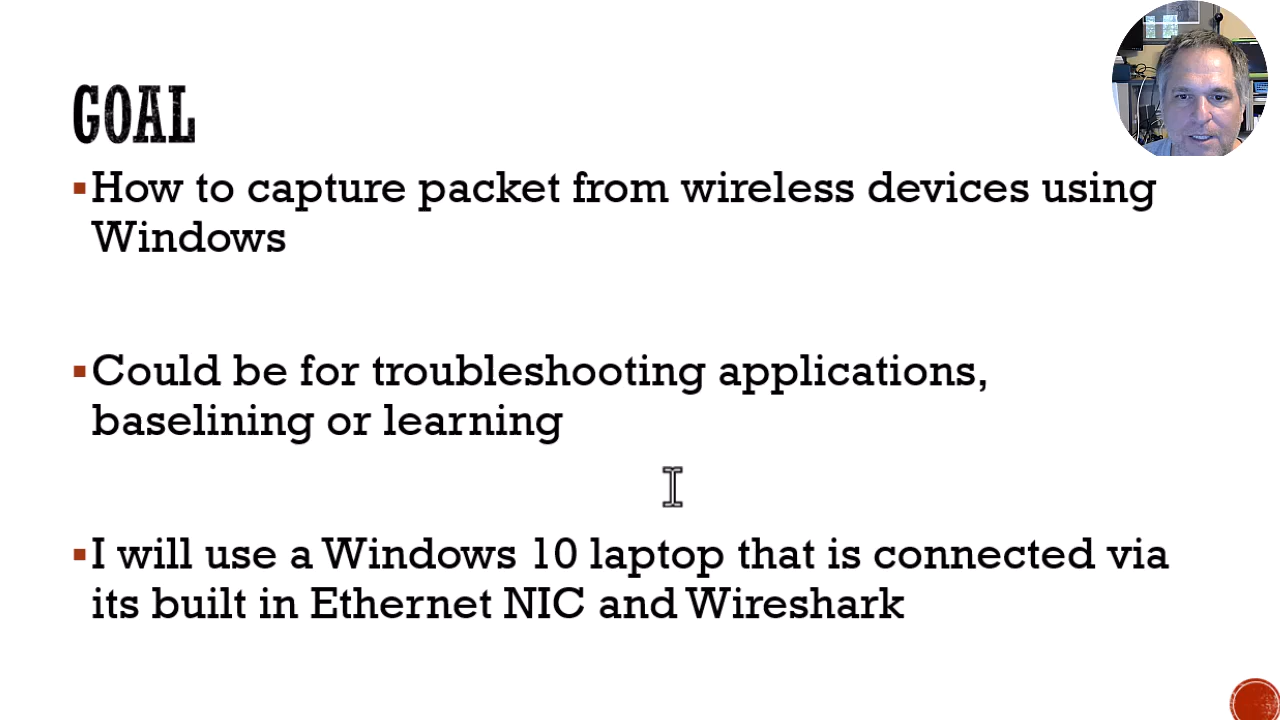 GOAL
How to capture packet from wireless devices using
Windows
Could be for troubleshooting applications,
baselining or learning
I will use a Windows 10 laptop that is connected via
its built in Ethernet NIC and Wireshark